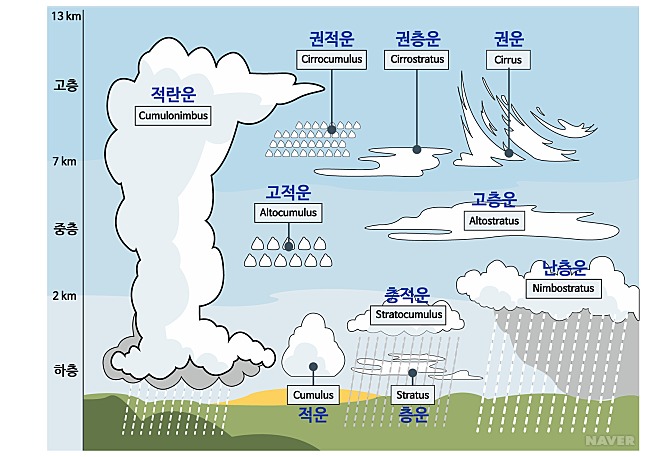 13 km
고층
7 km
중층
2 km
하층
적란운
Cumulonimbus
권적운
Cirrocumulus
권층운
Cirrostratus
권운
Cirrus
고적운
Altocumulus
고층운
Altostratus
난층운
Nimbostratus
층적운
Stratocumulus
Cumulus
적운
Stratus
층운
NAVER